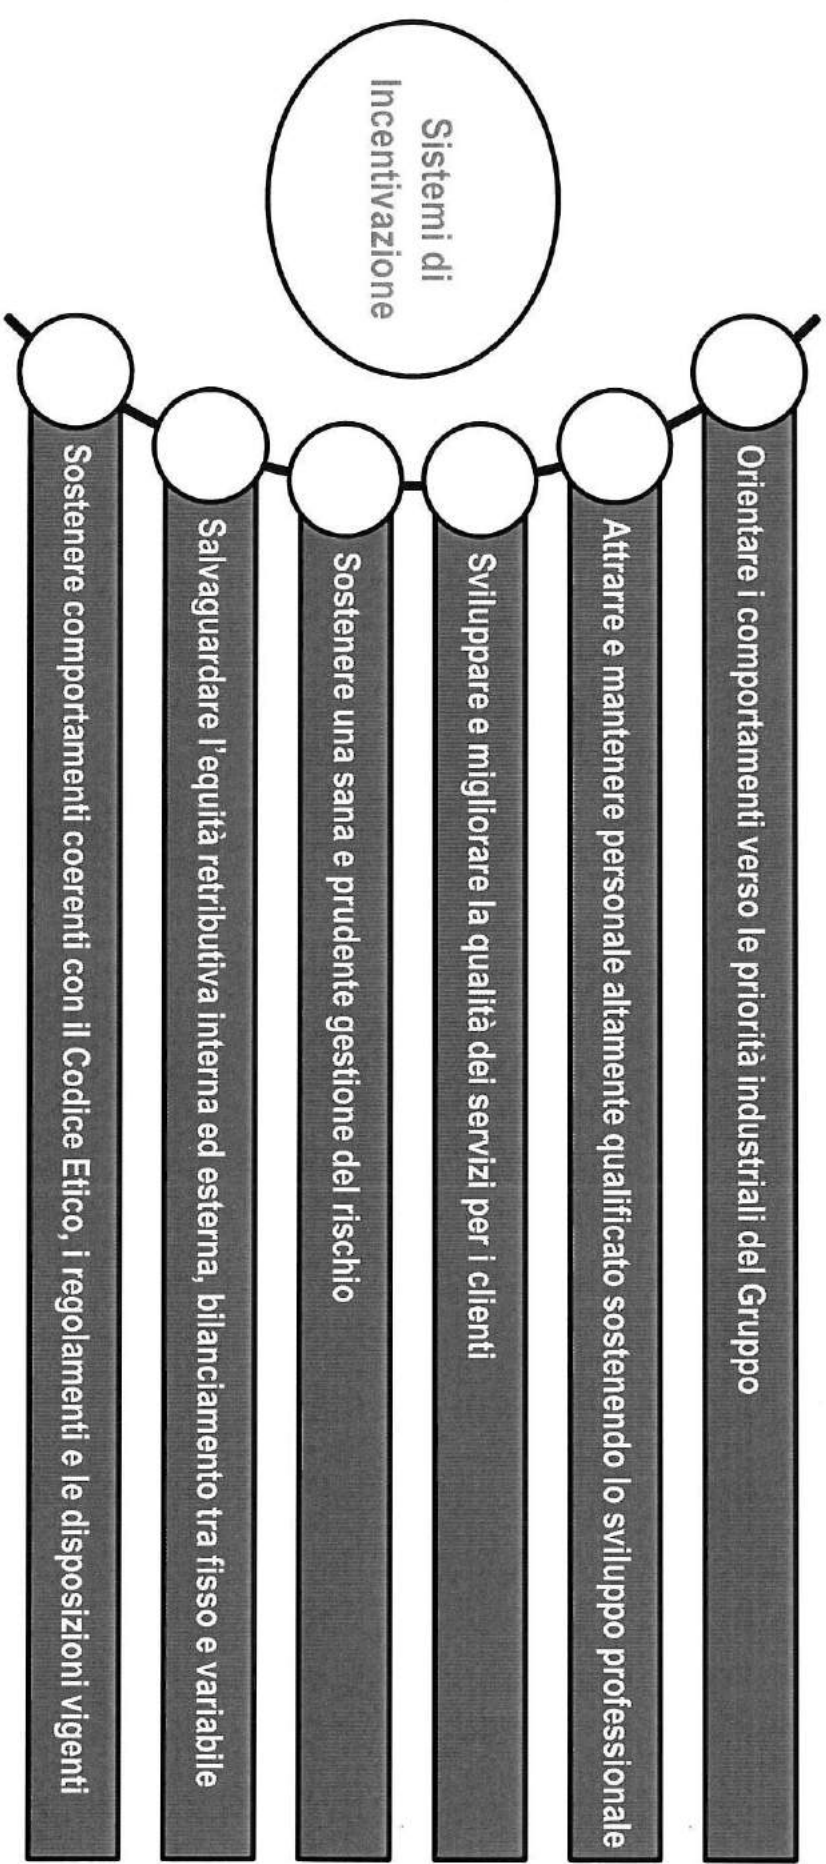 Sistemi di
Incentivazione
Orientare i comportamenti verso le priorità industriali del Gruppo
Attrarre e mantenere personale altamente qualificato sostenendo lo sviluppo professionale
Sviluppare e migliorare la qualità dei servizi per i clienti
Sostenere una sana e prudente gestione del rischio
Salvaguardare l'equità retributiva interna ed esterna, bilanciamento tra fisso e variabile
Sostenere comportamenti coerenti con il Codice Etico, i regolamenti e le disposizioni vigenti